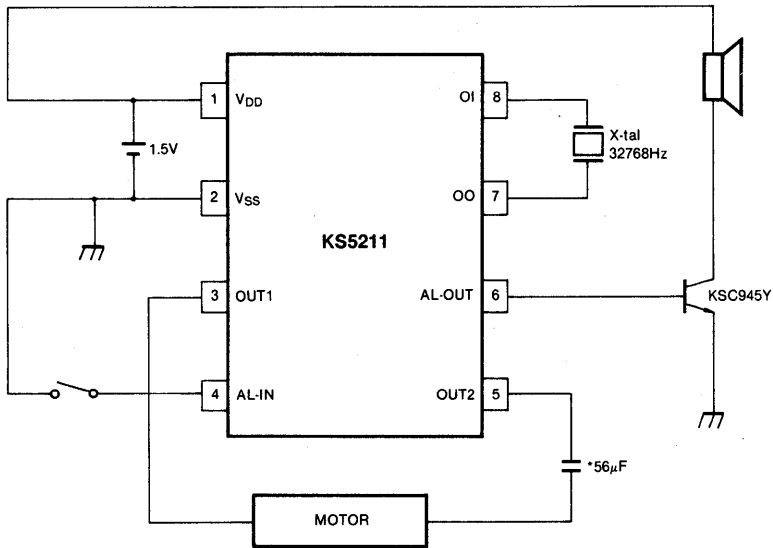 1 VDD
OI 8
1.5V
X-tal
32768Hz
2 VSS
OO 7
KS5211
3 OUT1
AL-OUT 6
KSC945Y
4 AL-IN
OUT2 5
*56μF
MOTOR